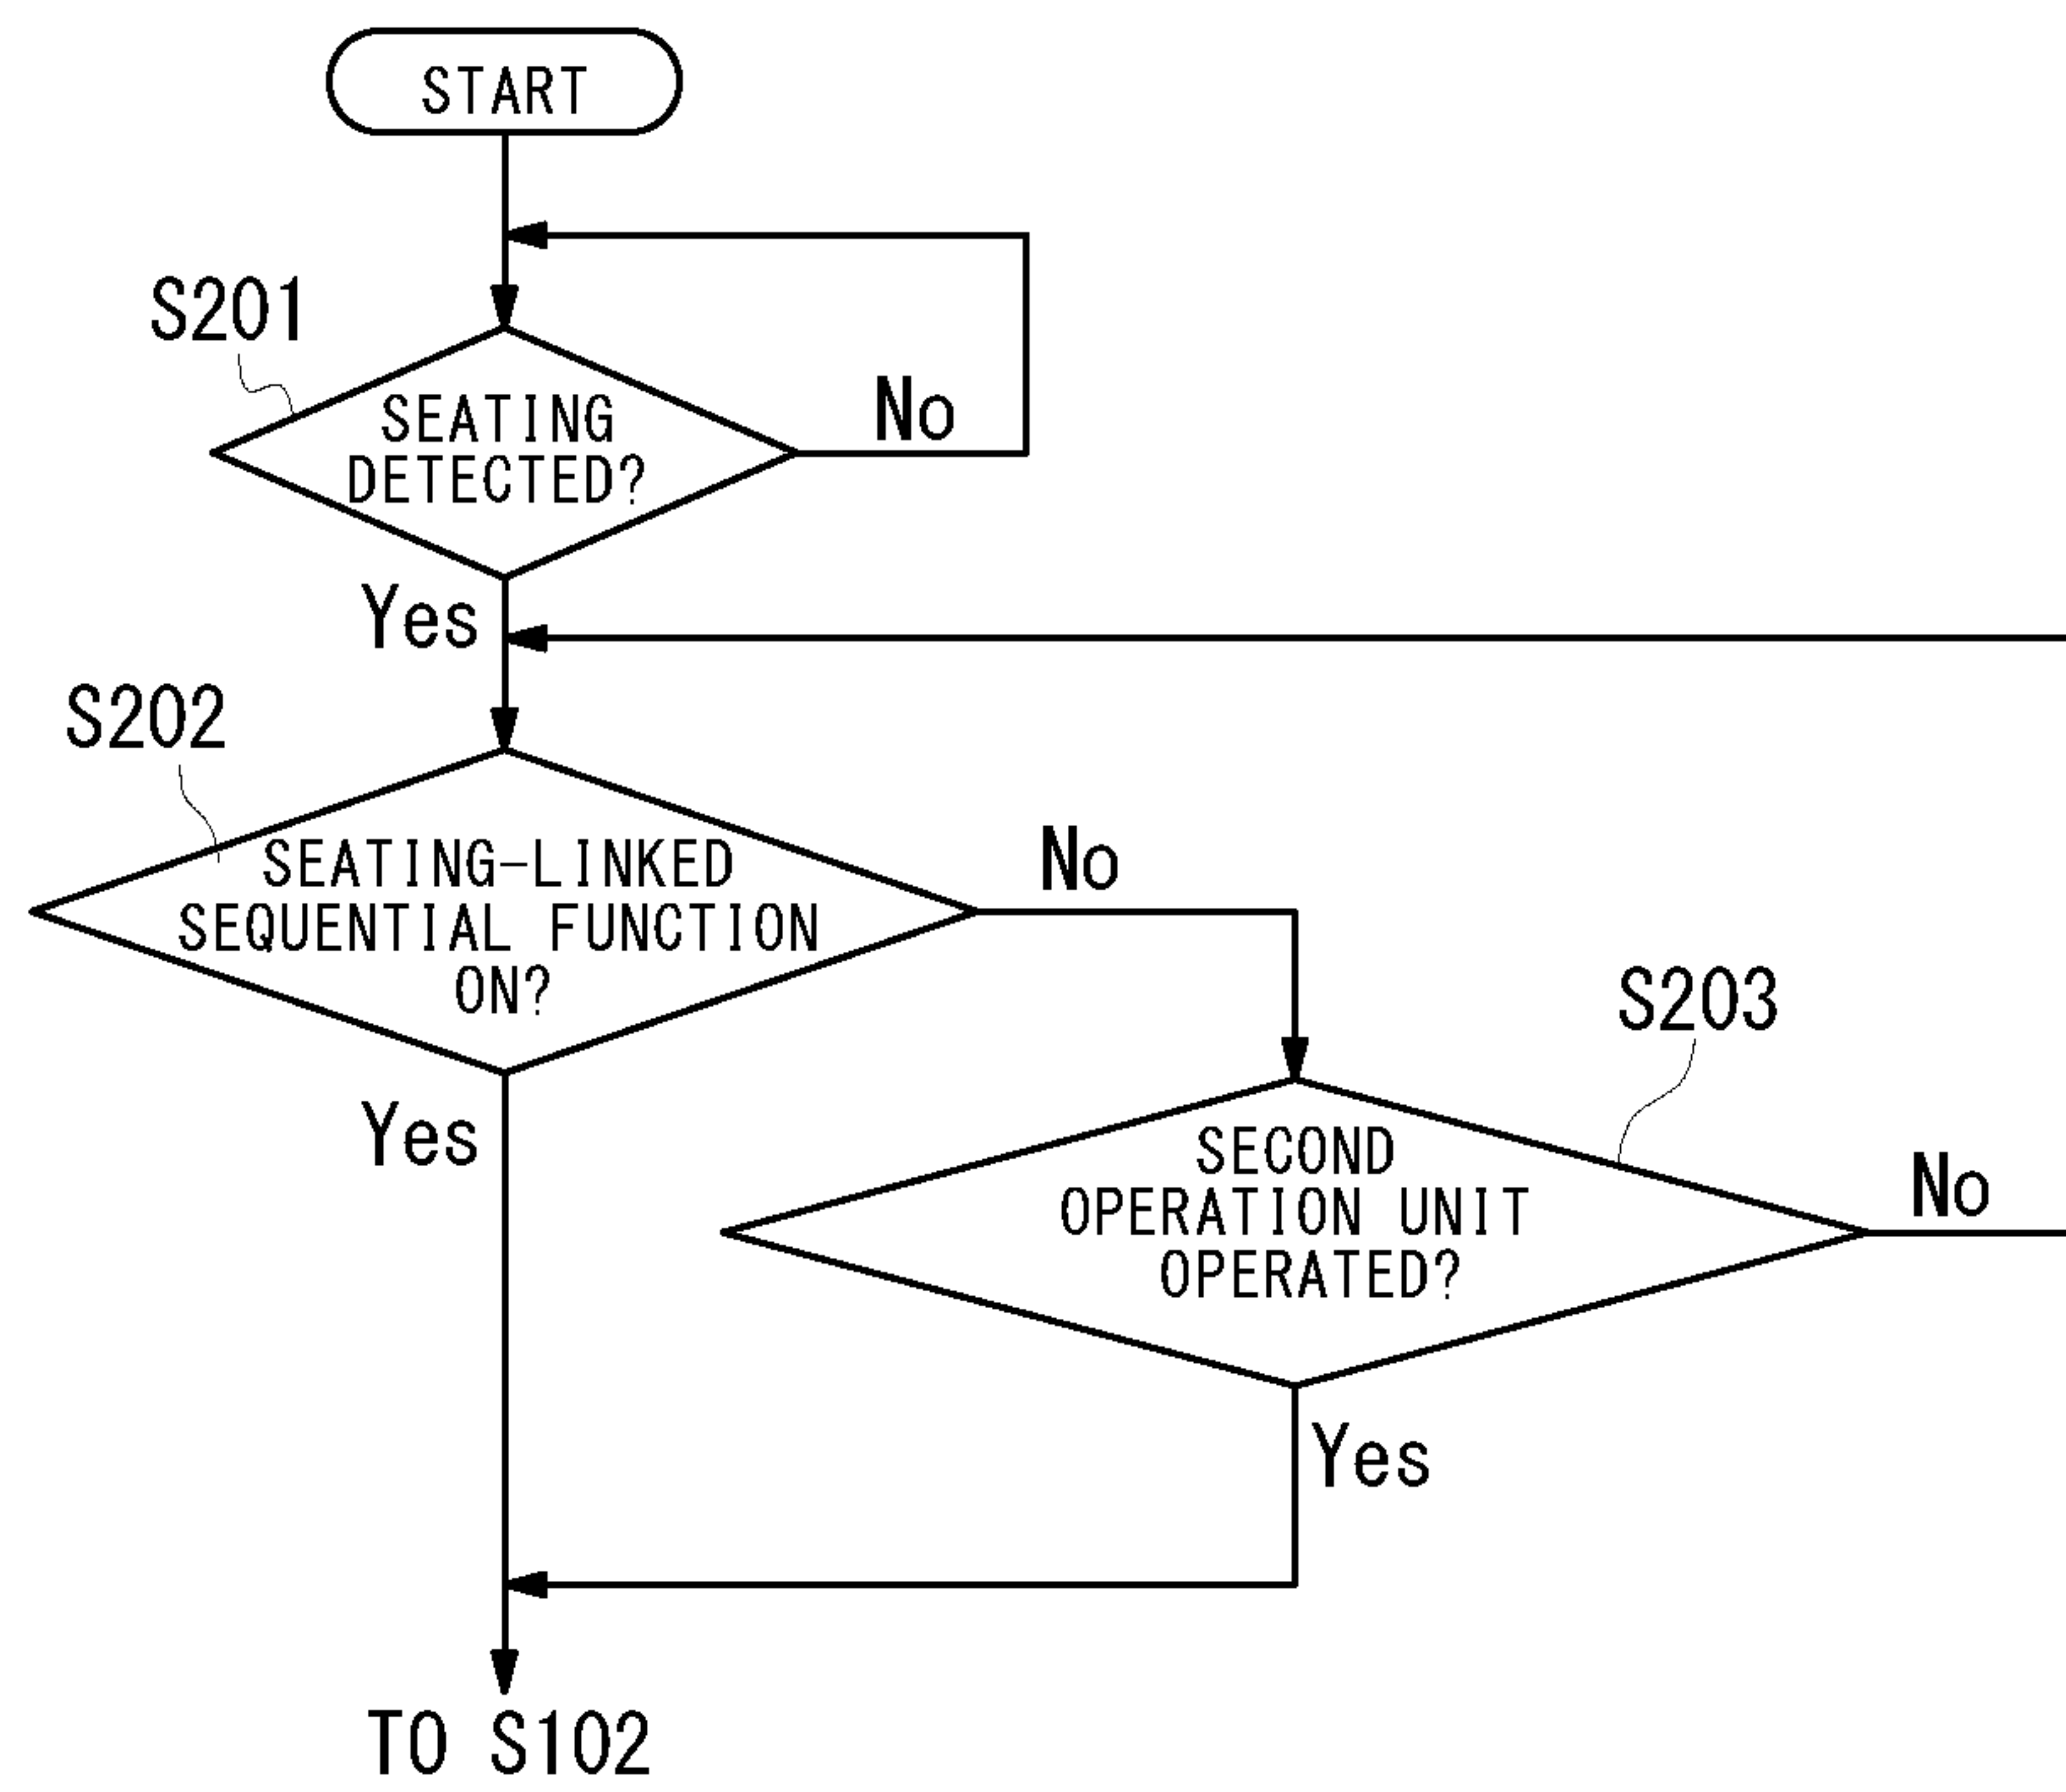 START
S201
SEATING
DETECTED?
No
Yes
S202
SEATING-LINKED
SEQUENTIAL FUNCTION
ON?
No
Yes
S203
SECOND
OPERATION UNIT
OPERATED?
No
Yes
TO S102